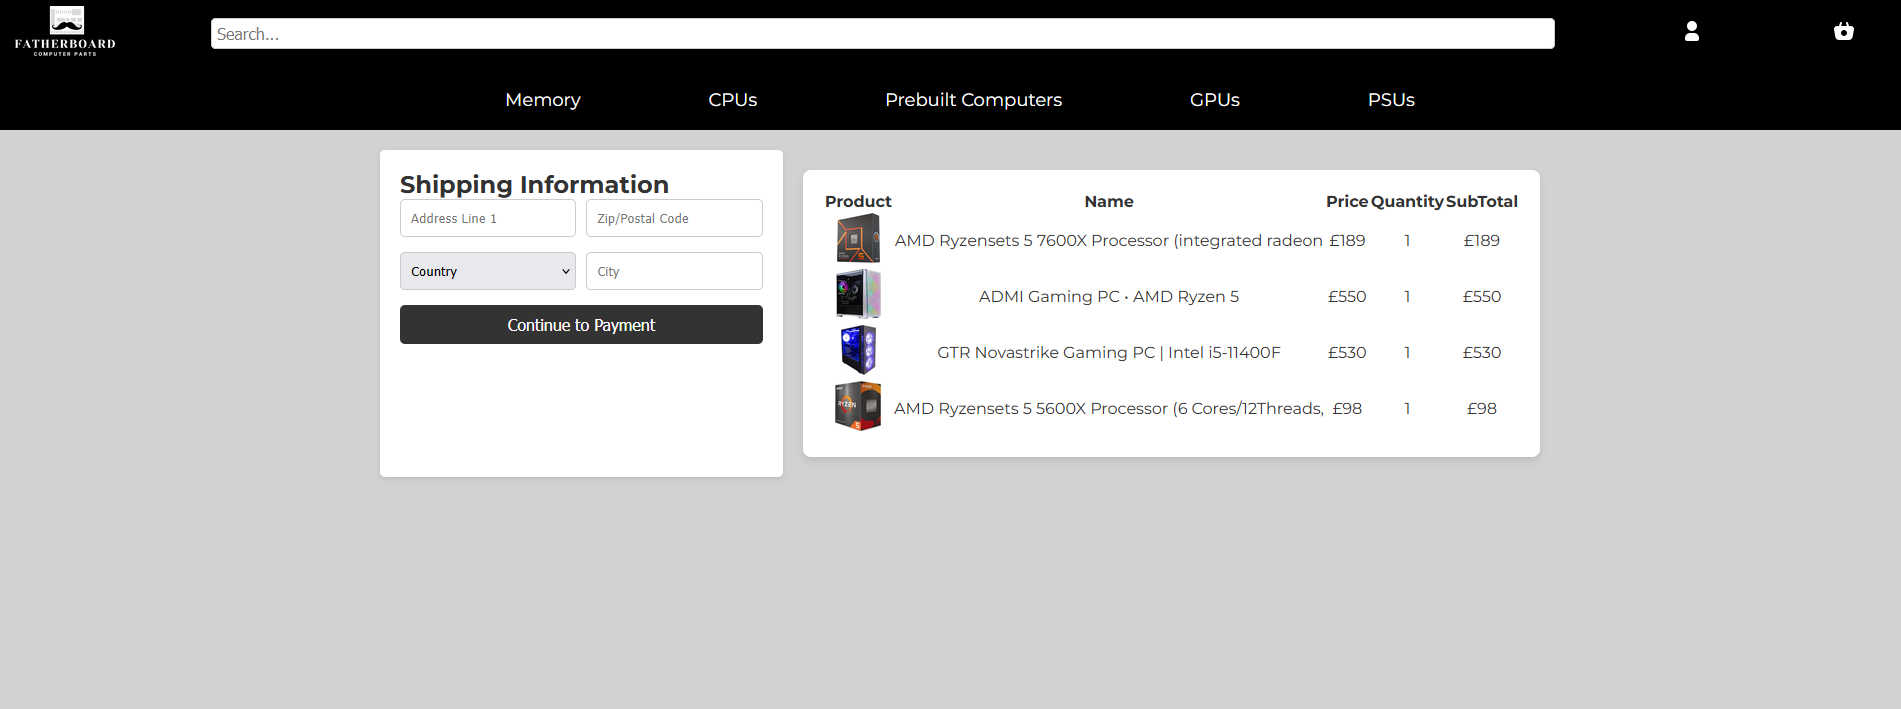 FATHERBOARD
COMPUTER PARTS
Search...
Memory CPUs Prebuilt Computers GPUs PSUs
Shipping Information
Address Line 1 Zip/Postal Code
Country City
Continue to Payment
Product Name Price Quantity SubTotal
AMD Ryzensets 5 7600X Processor (integrated radeon £189 1 £189
ADMI Gaming PC • AMD Ryzen 5 £550 1 £550
GTR Novastrike Gaming PC | Intel i5-11400F £530 1 £530
RYZEN
5
AMD Ryzensets 5 5600X Processor (6 Cores/12Threads, £98 1 £98